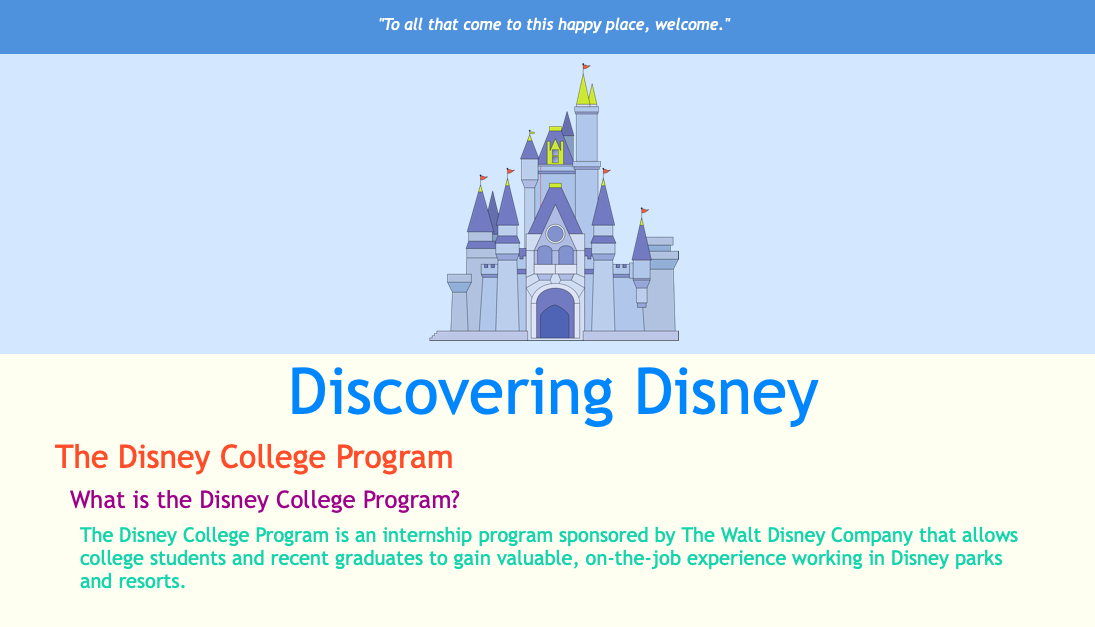 "To all that come to this happy place, welcome."
Discovering Disney
The Disney College Program
What is the Disney College Program?
The Disney College Program is an internship program sponsored by The Walt Disney Company that allows
college students and recent graduates to gain valuable, on-the-job experience working in Disney parks
and resorts.